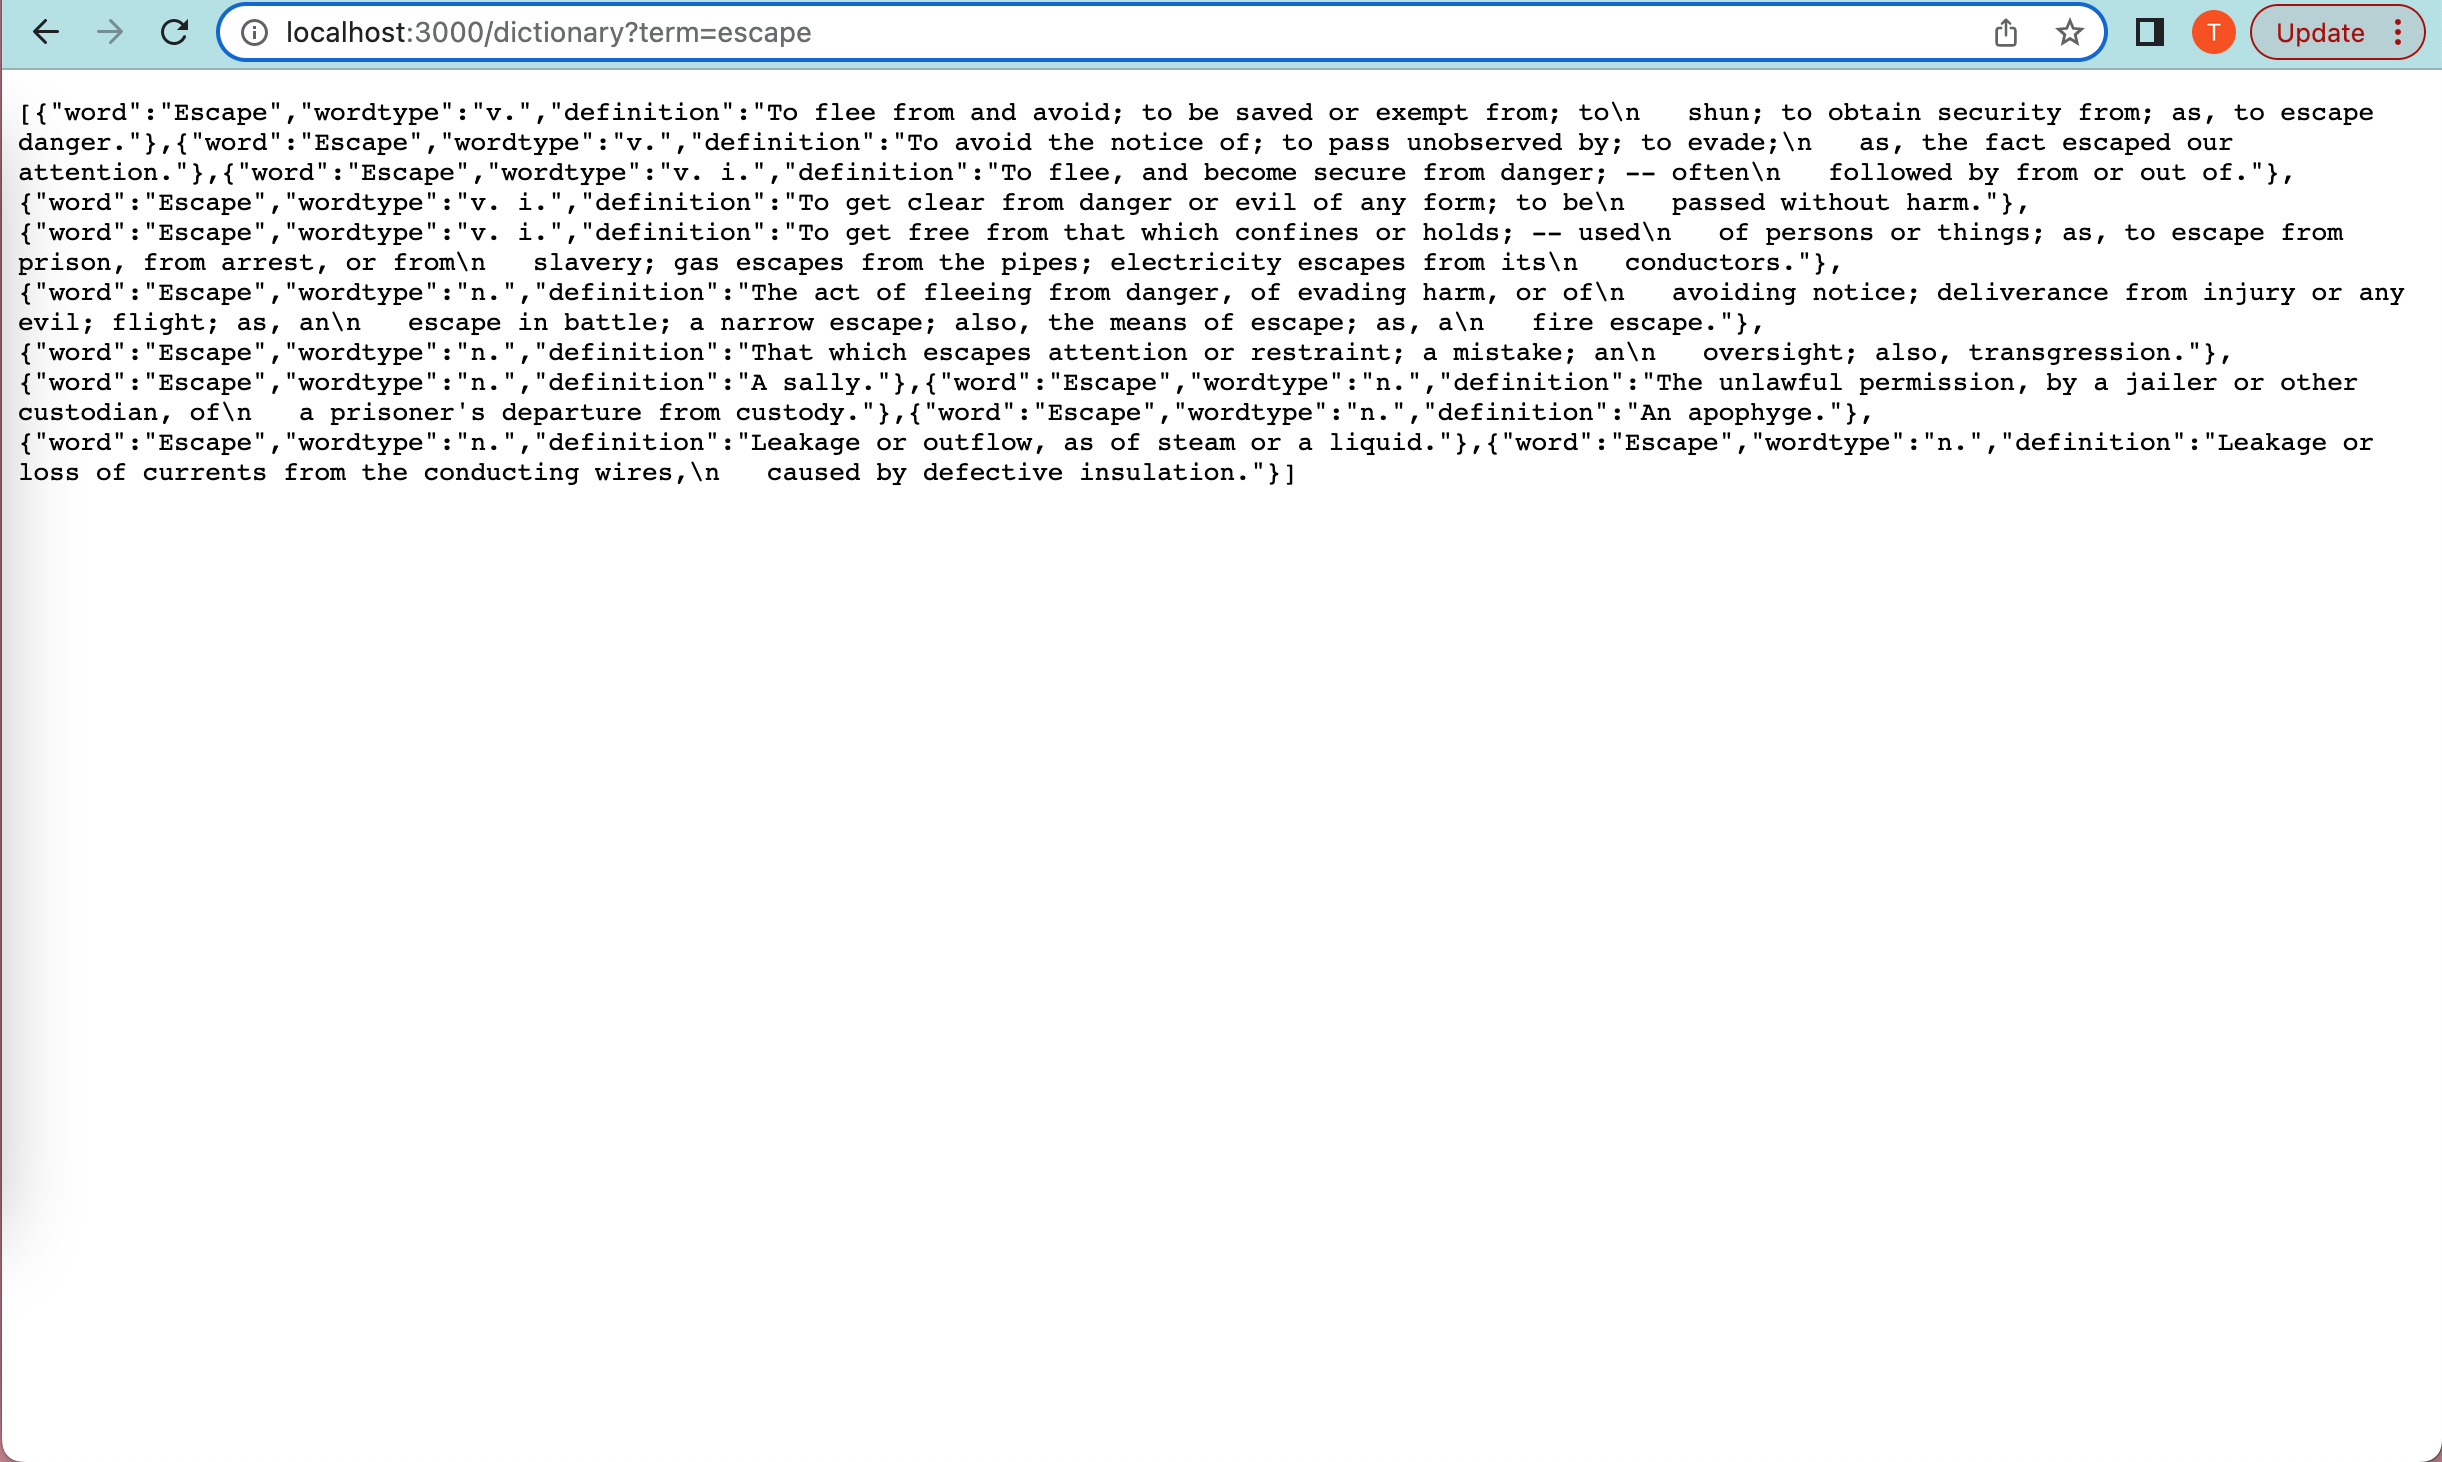 localhost:3000/dictionary?term=escape
T
Update
[{"word":"Escape","wordtype":"v.","definition":"To flee from and avoid; to be saved or exempt from; to\n   shun; to obtain security from; as, to escape
danger."},{"word":"Escape","wordtype":"v.","definition":"To avoid the notice of; to pass unobserved by; to evade;\n   as, the fact escaped our
attention."},{"word":"Escape","wordtype":"v. i.","definition":"To flee, and become secure from danger; -- often\n   followed by from or out of."},
{"word":"Escape","wordtype":"v. i.","definition":"To get clear from danger or evil of any form; to be\n   passed without harm."},
{"word":"Escape","wordtype":"v. i.","definition":"To get free from that which confines or holds; -- used\n   of persons or things; as, to escape from
prison, from arrest, or from\n   slavery; gas escapes from the pipes; electricity escapes from its\n   conductors."},
{"word":"Escape","wordtype":"n.","definition":"The act of fleeing from danger, of evading harm, or of\n   avoiding notice; deliverance from injury or any
evil; flight; as, an\n   escape in battle; a narrow escape; also, the means of escape; as, a\n   fire escape."},
{"word":"Escape","wordtype":"n.","definition":"That which escapes attention or restraint; a mistake; an\n   oversight; also, transgression."},
{"word":"Escape","wordtype":"n.","definition":"A sally."},{"word":"Escape","wordtype":"n.","definition":"The unlawful permission, by a jailer or other
custodian, of\n   a prisoner's departure from custody."},{"word":"Escape","wordtype":"n.","definition":"An apophyge."},
{"word":"Escape","wordtype":"n.","definition":"Leakage or outflow, as of steam or a liquid."},{"word":"Escape","wordtype":"n.","definition":"Leakage or
loss of currents from the conducting wires,\n   caused by defective insulation."}]